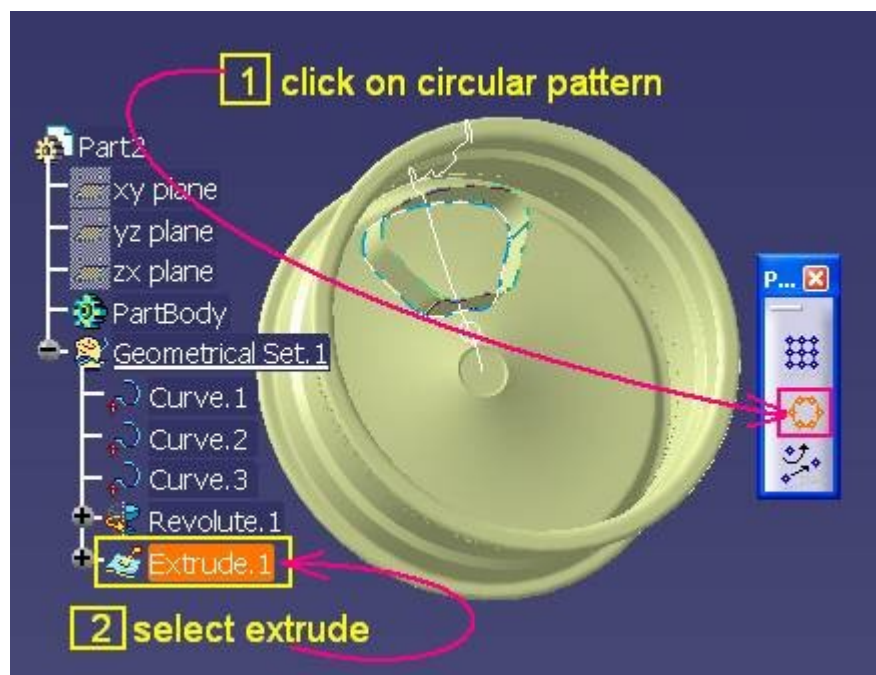 1 click on circular pattern
Part2
xy plane
yz plane
zx plane
P...
PartBody
Geometrical Set.1
Curve.1
Curve.2
Curve.3
Revolute.1
Extrude.1
2 select extrude